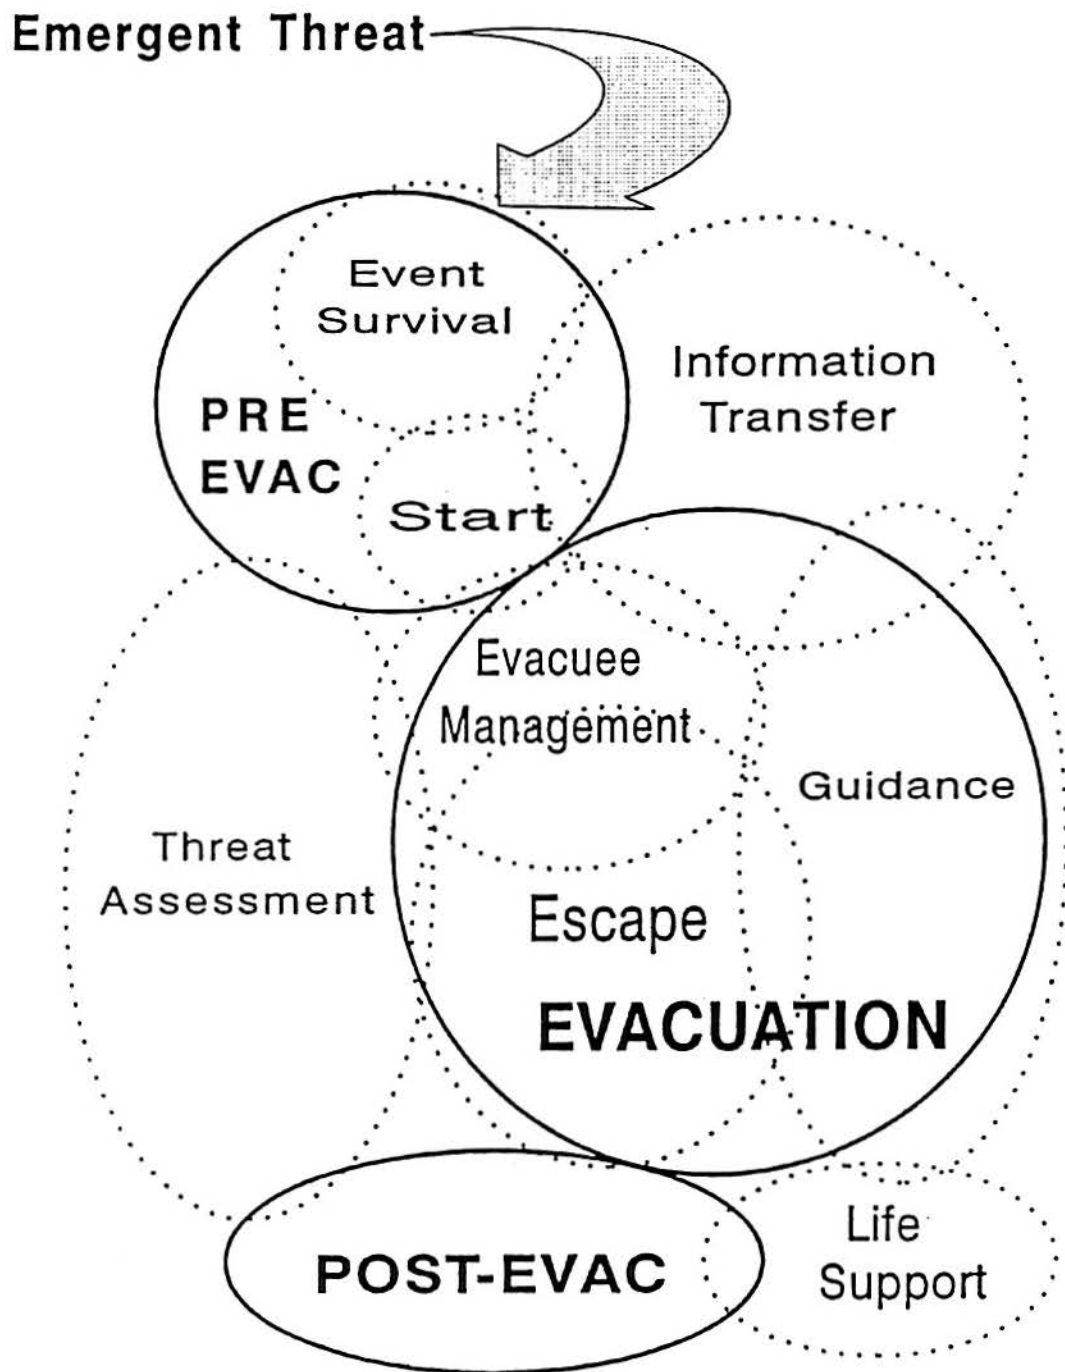 Emergent Threat
Event
Survival
Information
Transfer
PRE
EVAC
Start
Evacuee
Management
Guidance
Threat
Assessment
Escape
EVACUATION
Life
Support
POST-EVAC